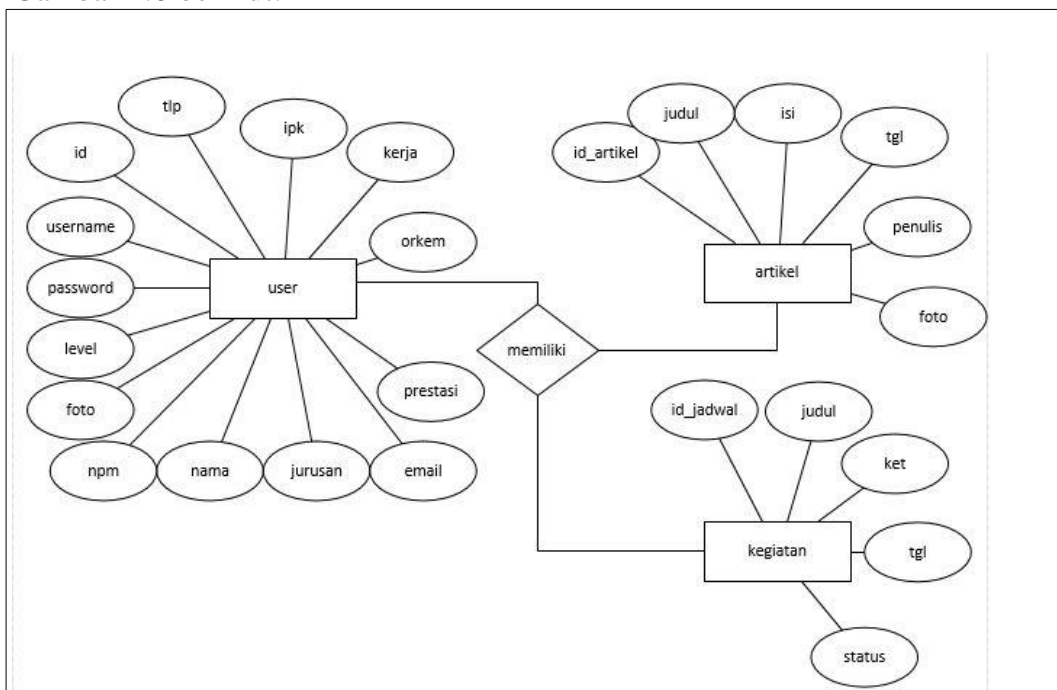 tlp
ipk
id
kerja
username
orkem
password
user
level
foto
prestasi
npm
nama
jurusan
email
memiliki
judul
isi
id_artikel
tgl
penulis
artikel
foto
id_jadwal
judul
ket
kegiatan
tgl
status